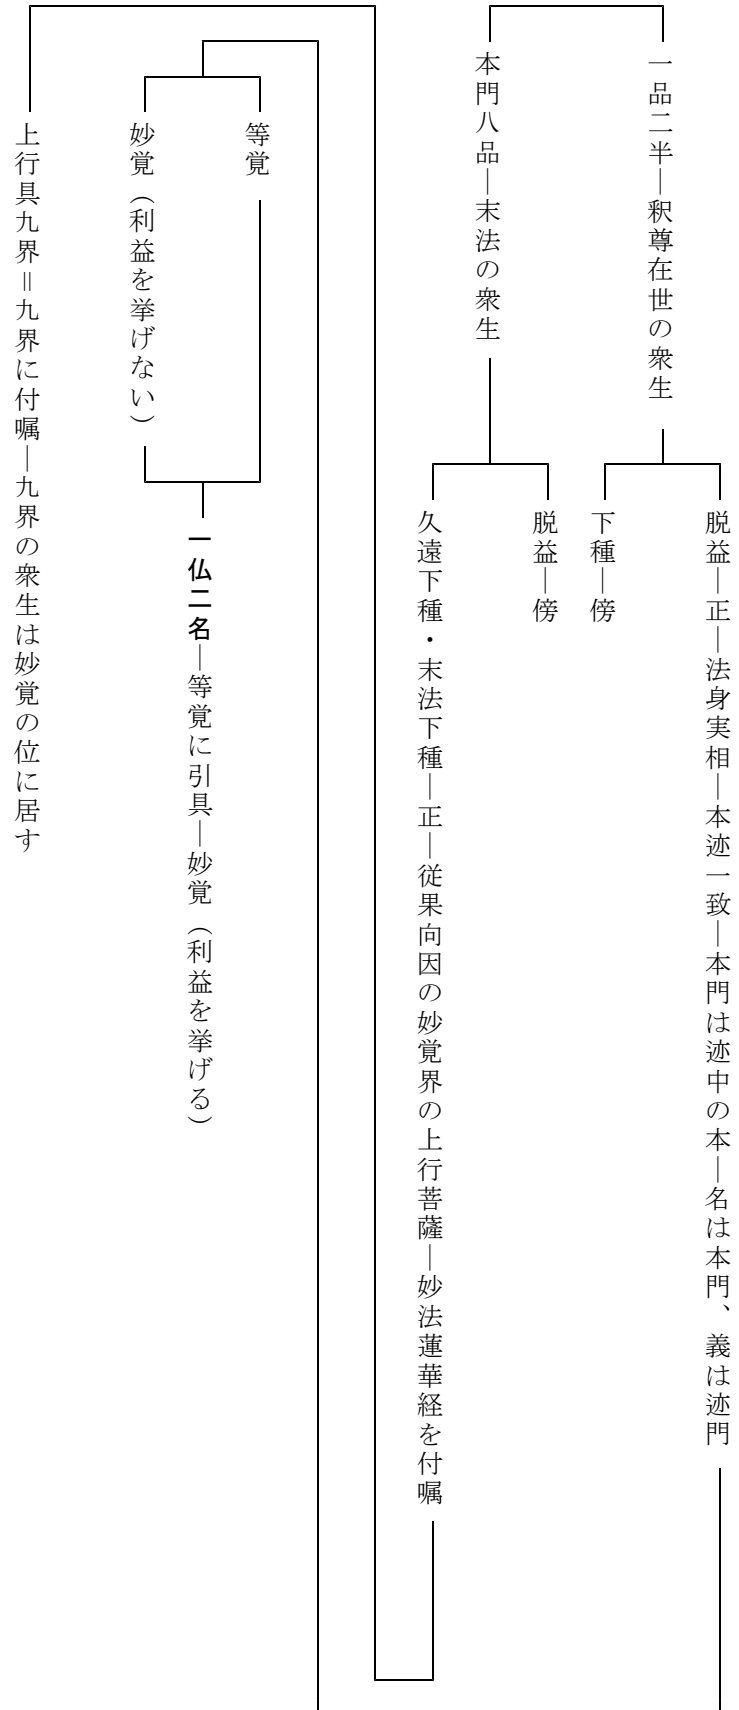 一品二半―釈尊在世の衆生
脱益―正―法身実相―本迹一致―本門は迹中の本―名は本門、義は迹門
下種―傍
本門八品―末法の衆生
脱益―傍
久遠下種・末法下種―正―従果向因の妙覚界の上行菩薩―妙法蓮華経を付嘱
等覚
妙覚（利益を挙げない）
一仏二名―等覚に引具―妙覚（利益を挙げる）
上行具九界＝九界に付嘱―九界の衆生は妙覚の位に居す